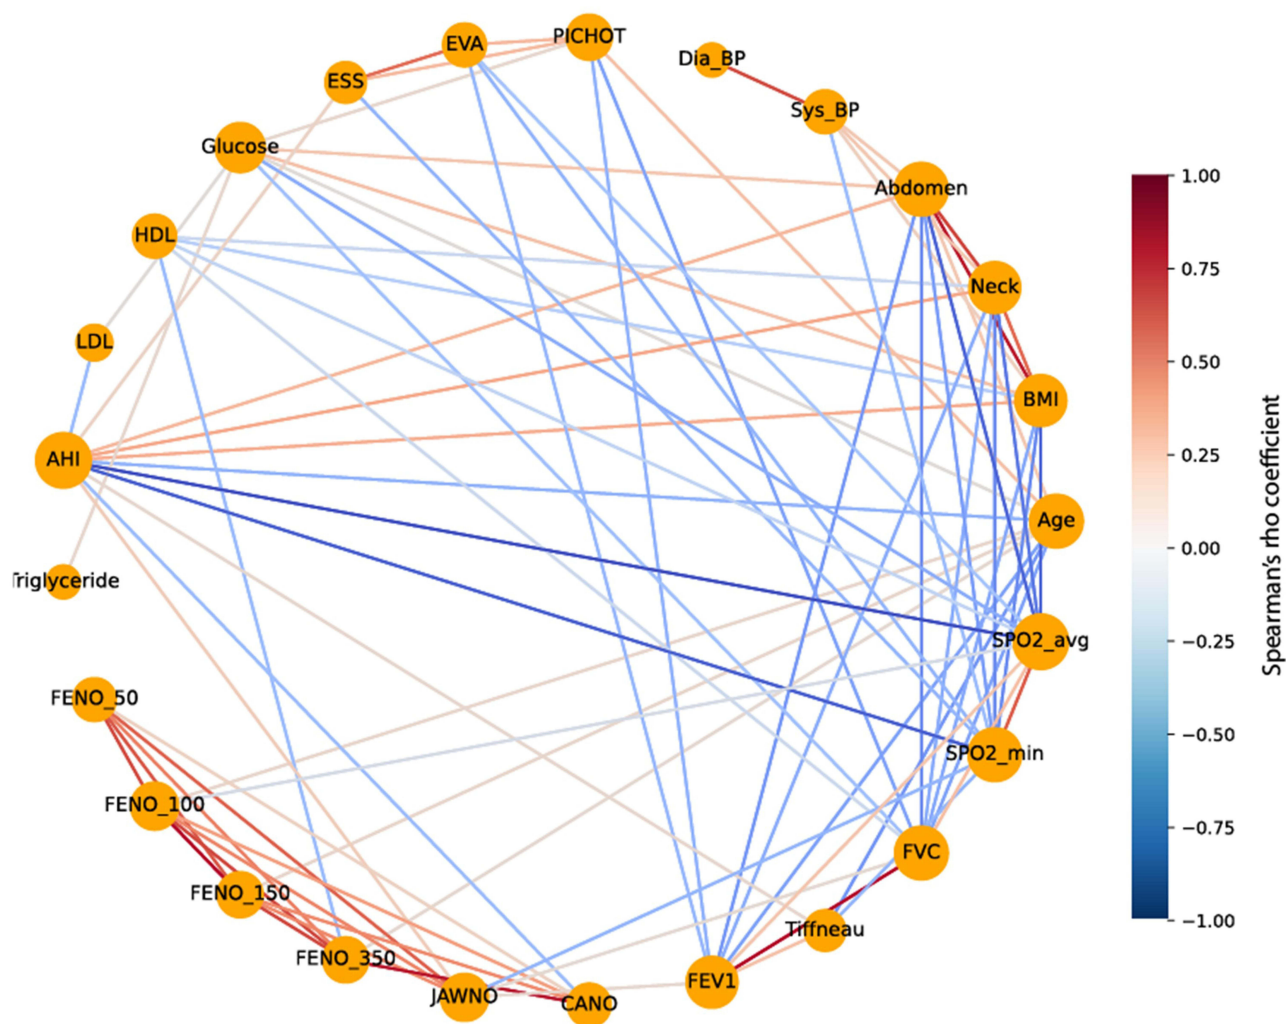 PICHOT
EVA
Dia_BP
ESS
Sys_BP
Glucose
Abdomen
HDL
Neck
LDL
BMI
AHI
Age
Triglyceride
SPO2_avg
FENO_50
SPO2_min
FENO_100
FVC
FENO_150
Tiffneau
FENO_350
FEV1
JAWNO
CANO
1.00
0.75
0.50
0.25
0.00
−0.25
−0.50
−0.75
−1.00
Spearman's rho coefficient